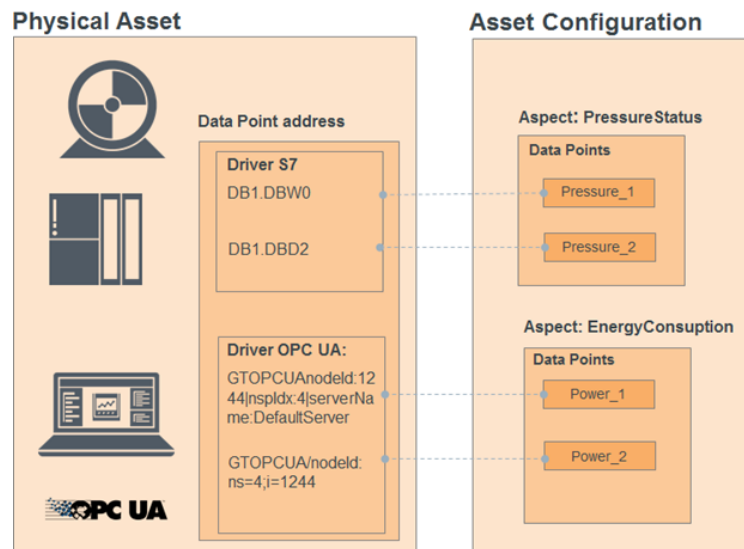 Physical Asset
Asset Configuration
Data Point address
Driver S7
DB1.DBW0
DB1.DBD2
Driver OPC UA:
GTOPCUAnodeId:12
44|nspIdx:4|serverNa
me:DefaultServer
GTOPCUA/nodeId:
ns=4;i=1244
OPC UA
Aspect: PressureStatus
Data Points
Pressure_1
Pressure_2
Aspect: EnergyConsuption
Data Points
Power_1
Power_2